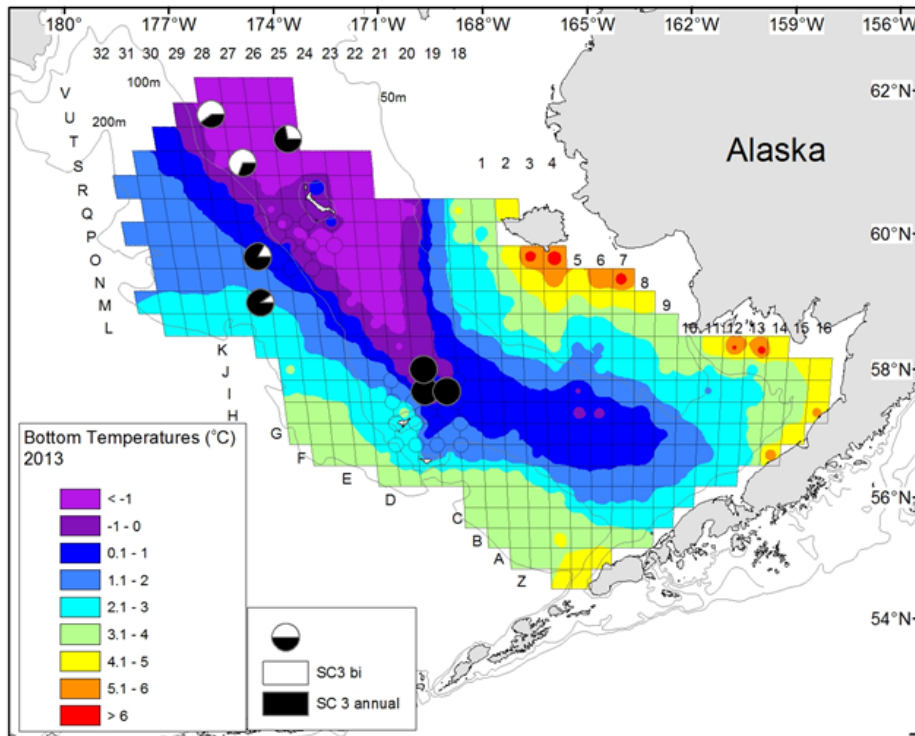 180° 177°W 174°W 171°W 168°W 165°W 162°W 159°W 156°W
32 31 30 29 28 27 26 25 24 23 22 21 20 19 18
100m
50m
62°N
V
U
200m
T
S
Alaska
1 2 3 4
R
Q
60°N
P
O
5 6 7
N
8
M
9
L
10 11 12 13 14 15 16
K
58°N
J
I
H
G
Bottom Temperatures (°C)
2013
F
E
D
56°N
C
B
A
Z
< -1
-1 - 0
0.1 - 1
1.1 - 2
2.1 - 3
3.1 - 4
4.1 - 5
5.1 - 6
> 6
54°N
SC3 bi
SC 3 annual